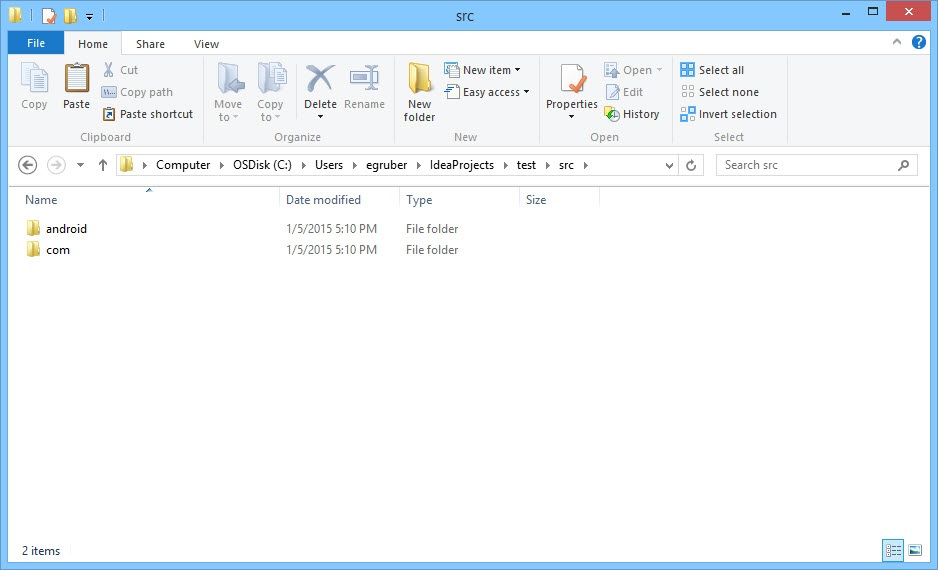 src
File Home Share View
Copy
Paste
Cut
Copy path
Paste shortcut
Clipboard
Move to
Copy to
Delete
Rename
Organize
New folder
New item
Easy access
New
Properties
Open
Edit
History
Open
Select all
Select none
Invert selection
Select
Computer OSDisk (C:) Users egruber IdeaProjects test src
Search src
Name Date modified Type Size
android 1/5/2015 5:10 PM File folder
com 1/5/2015 5:10 PM File folder
2 items